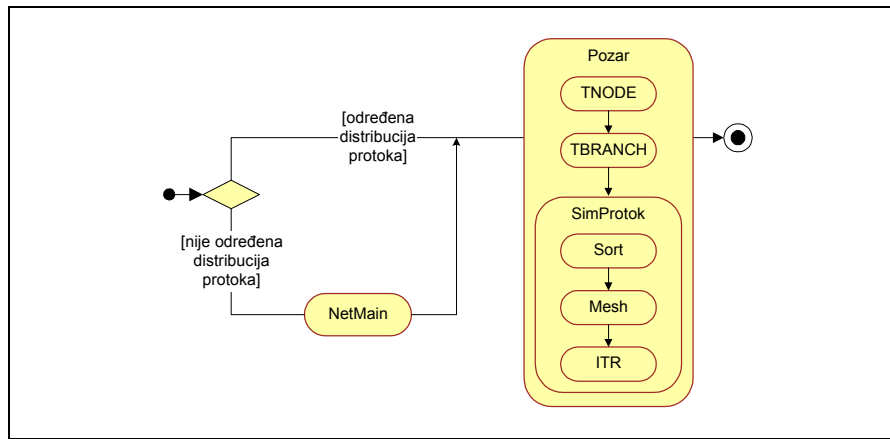 Pozar
TNODE
[određena
distribucija
protoka]
TBRANCH
SimProtok
[nije određena
distribucija
protoka]
Sort
NetMain
Mesh
ITR